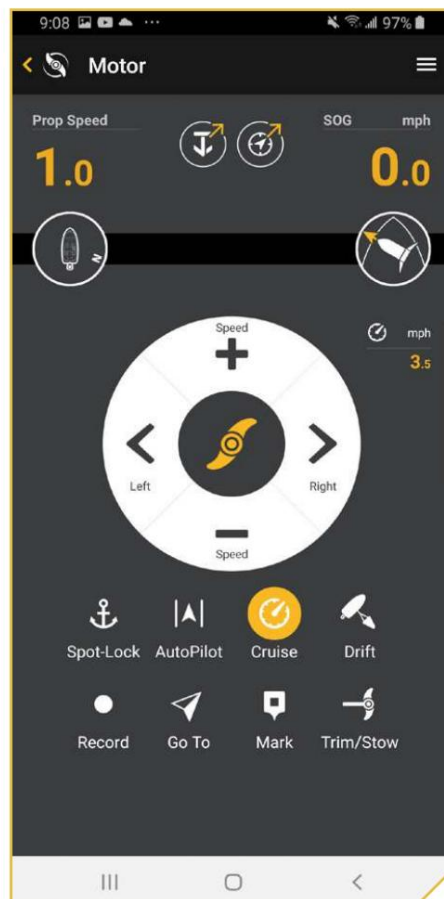 9:08 97%
Motor
Prop Speed SOG mph
1.0 0.0
N
Speed
mph
3.5
Left Right
Speed
Spot-Lock AutoPilot Cruise Drift
Record Go To Mark Trim/Stow